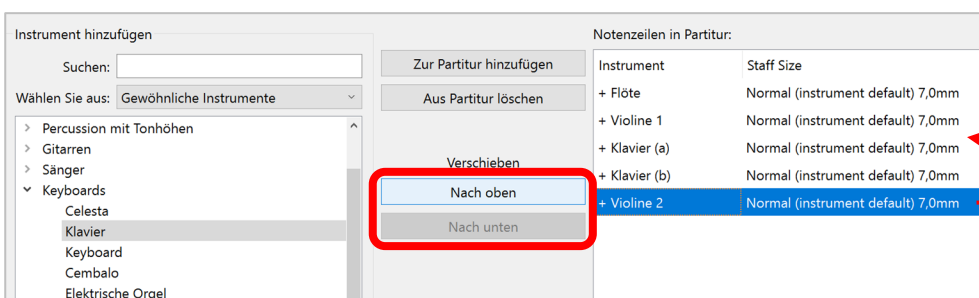 Instrument hinzufügen
Suchen:
Wählen Sie aus: Gewöhnliche Instrumente
Percussion mit Tonhöhen
Gitarren
Sänger
Keyboards
Celesta
Klavier
Keyboard
Cembalo
Elektrische Orgel
Zur Partitur hinzufügen
Aus Partitur löschen
Verschieben
Nach oben
Nach unten
Notenzeilen in Partitur:
Instrument Staff Size
+ Flöte Normal (instrument default) 7,0mm
+ Violine 1 Normal (instrument default) 7,0mm
+ Klavier (a) Normal (instrument default) 7,0mm
+ Klavier (b) Normal (instrument default) 7,0mm
+ Violine 2 Normal (instrument default) 7,0mm